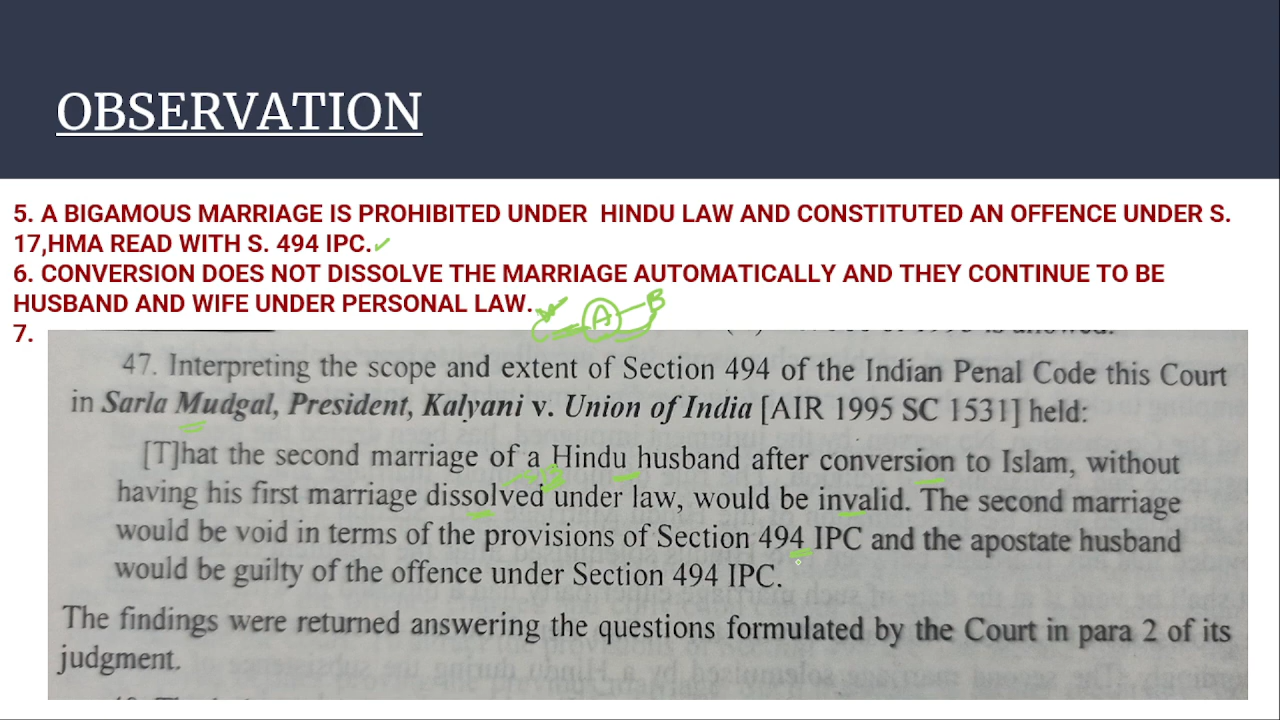 OBSERVATION
5. A BIGAMOUS MARRIAGE IS PROHIBITED UNDER HINDU LAW AND CONSTITUTED AN OFFENCE UNDER S.
17,HMA READ WITH S. 494 IPC.
6. CONVERSION DOES NOT DISSOLVE THE MARRIAGE AUTOMATICALLY AND THEY CONTINUE TO BE
HUSBAND AND WIFE UNDER PERSONAL LAW.
A B
7.
47. Interpreting the scope and extent of Section 494 of the Indian Penal Code this Court
in Sarla Mudgal, President, Kalyani v. Union of India [AIR 1995 SC 1531] held:
[T]hat the second marriage of a Hindu husband after conversion to Islam, without
having his first marriage dissolved under law, would be invalid. The second marriage
would be void in terms of the provisions of Section 494 IPC and the apostate husband
would be guilty of the offence under Section 494 IPC.
The findings were returned answering the questions formulated by the Court in para 2 of its
judgment.